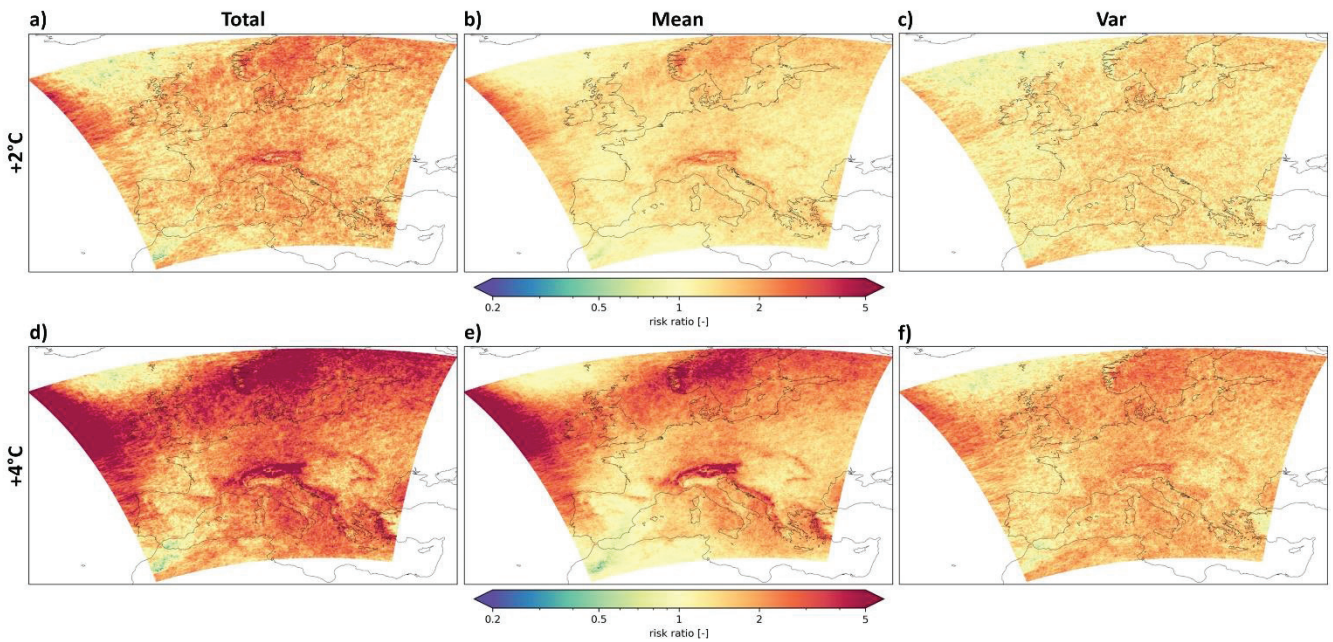 a) Total b) Mean c) Var
+2°C
0.2 0.5 1 2 5
risk ratio [-]
d) e) f)
+4°C
0.2 0.5 1 2 5
risk ratio [-]